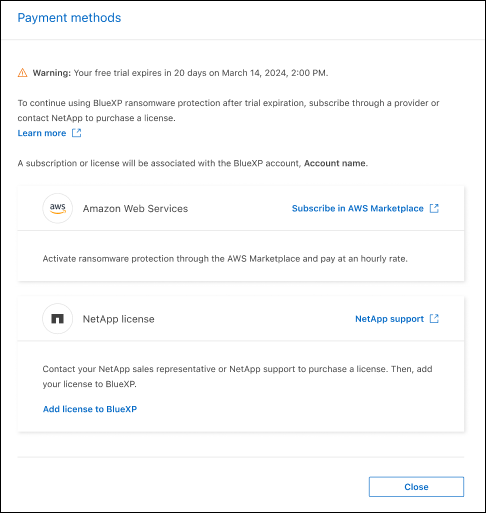 Payment methods
Warning: Your free trial expires in 20 days on March 14, 2024, 2:00 PM.
To continue using BlueXP ransomware protection after trial expiration, subscribe through a provider or
contact NetApp to purchase a license.
Learn more
A subscription or license will be associated with the BlueXP account, Account name.
aws
Amazon Web Services
Subscribe in AWS Marketplace
Activate ransomware protection through the AWS Marketplace and pay at an hourly rate.
NetApp license
NetApp support
Contact your NetApp sales representative or NetApp support to purchase a license. Then, add
your license to BlueXP.
Add license to BlueXP
Close